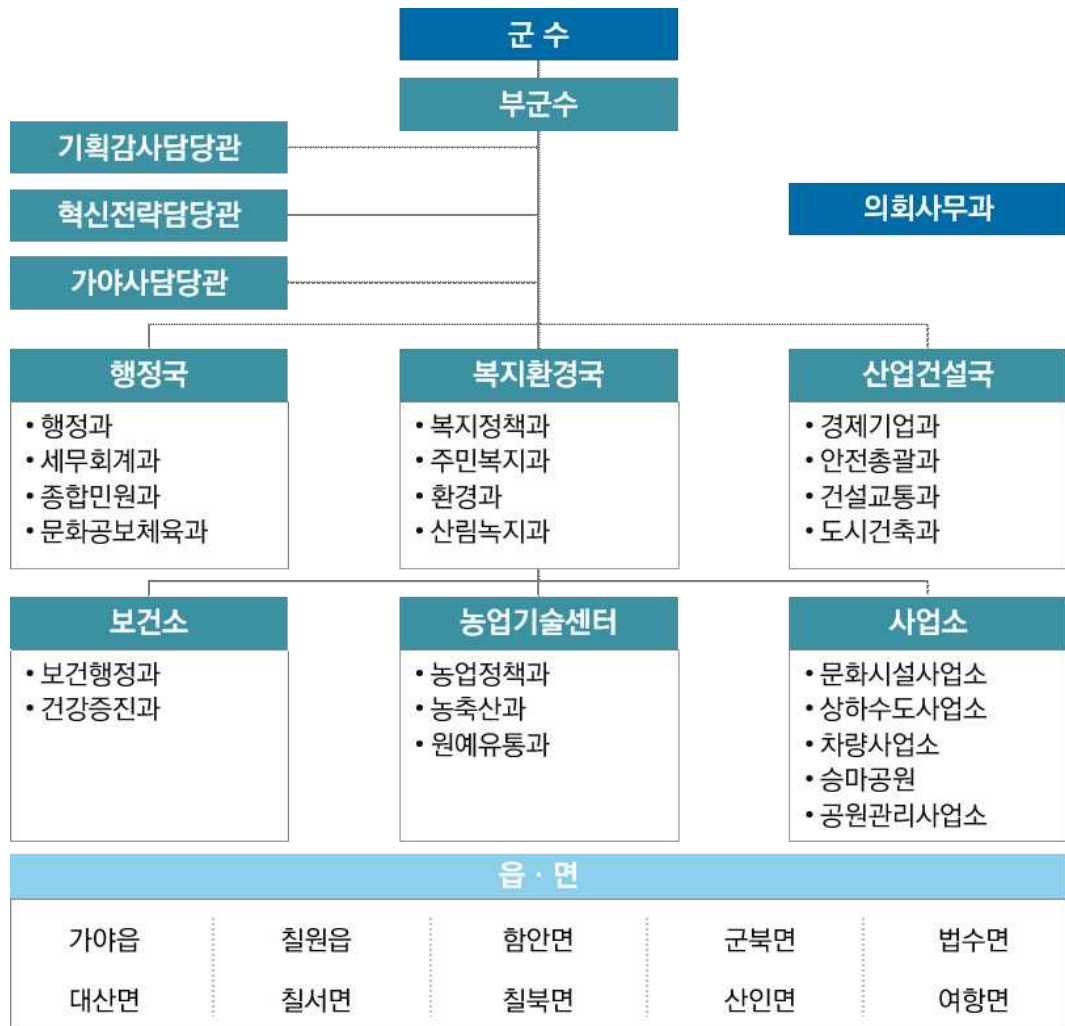 군 수
부군수
기획감사담당관
혁신전략담당관
의회사무과
가야사담당관
행정국
• 행정과
• 세무회계과
• 종합민원과
• 문화공보체육과
복지환경국
• 복지정책과
• 주민복지과
• 환경과
• 산림녹지과
산업건설국
• 경제기업과
• 안전총괄과
• 건설교통과
• 도시건축과
보건소
• 보건행정과
• 건강증진과
농업기술센터
• 농업정책과
• 농축산과
• 원예유통과
사업소
• 문화시설사업소
• 상하수도사업소
• 차량사업소
• 승마공원
• 공원관리사업소
읍 · 면
가야읍 칠원읍 함안면 군북면 법수면
대산면 칠서면 칠북면 산인면 여항면